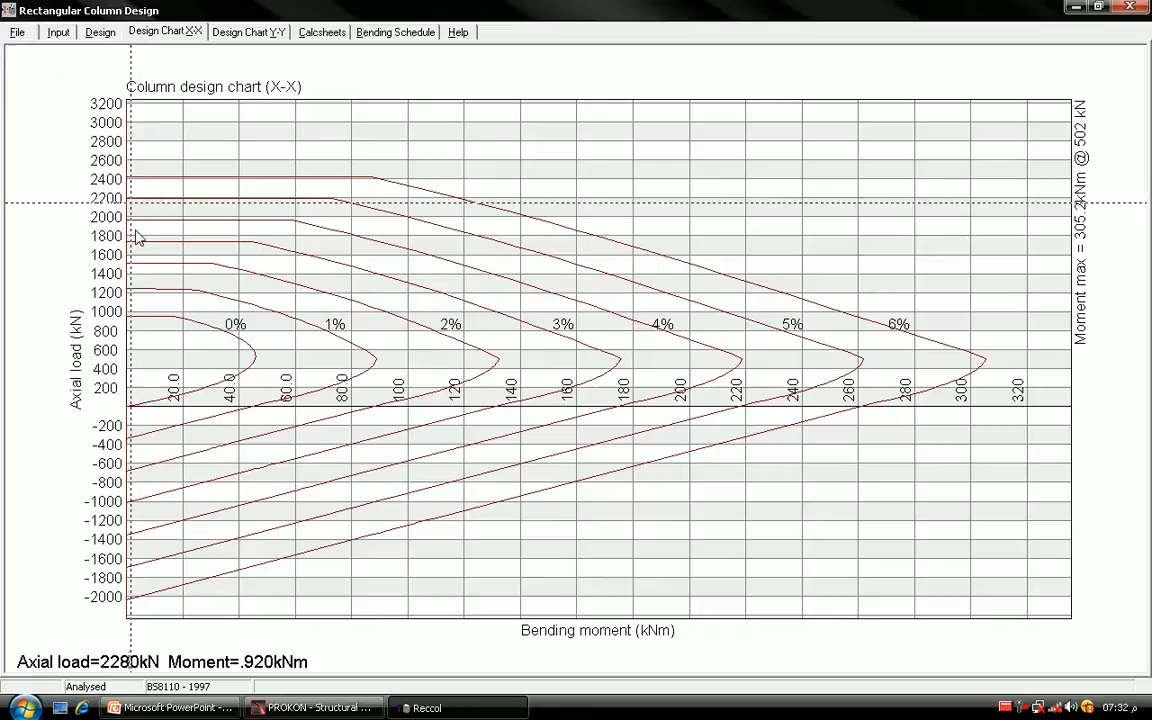 Rectangular Column Design
File Input Design Design Chart X-X Design Chart Y-Y Calcsheets Bending Schedule Help
Column design chart (X-X)
3200
3000
2800
2600
2400
2200
2000
1800
1600
1400
1200
1000
800
600
400
200
-200
-400
-600
-800
-1000
-1200
-1400
-1600
-1800
-2000
Axial load (kN)
0% 1% 2% 3% 4% 5% 6%
20.0 40.0 60.0 80.0 100 120 140 160 180 200 220 240 260 280 300 320
Moment max = 305.2kNm @ 502 kN
Bending moment (kNm)
Axial load=2280kN Moment=.920kNm
Analysed BS8110 - 1997
Microsoft PowerPoint -... PROKON - Structural ... Reccol 07:32 م